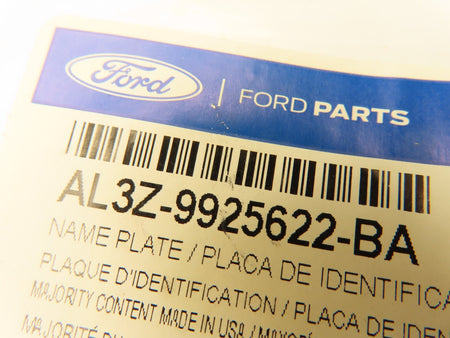 Ford | FORD PARTS
AL3Z-9925622-BA
NAME PLATE / PLACA DE IDENTIFICA
PLAQUE D'IDENTIFICATION / PLACA DE IDEN
MAJORITY CONTENT MADE IN USA /
MAJORITÉ